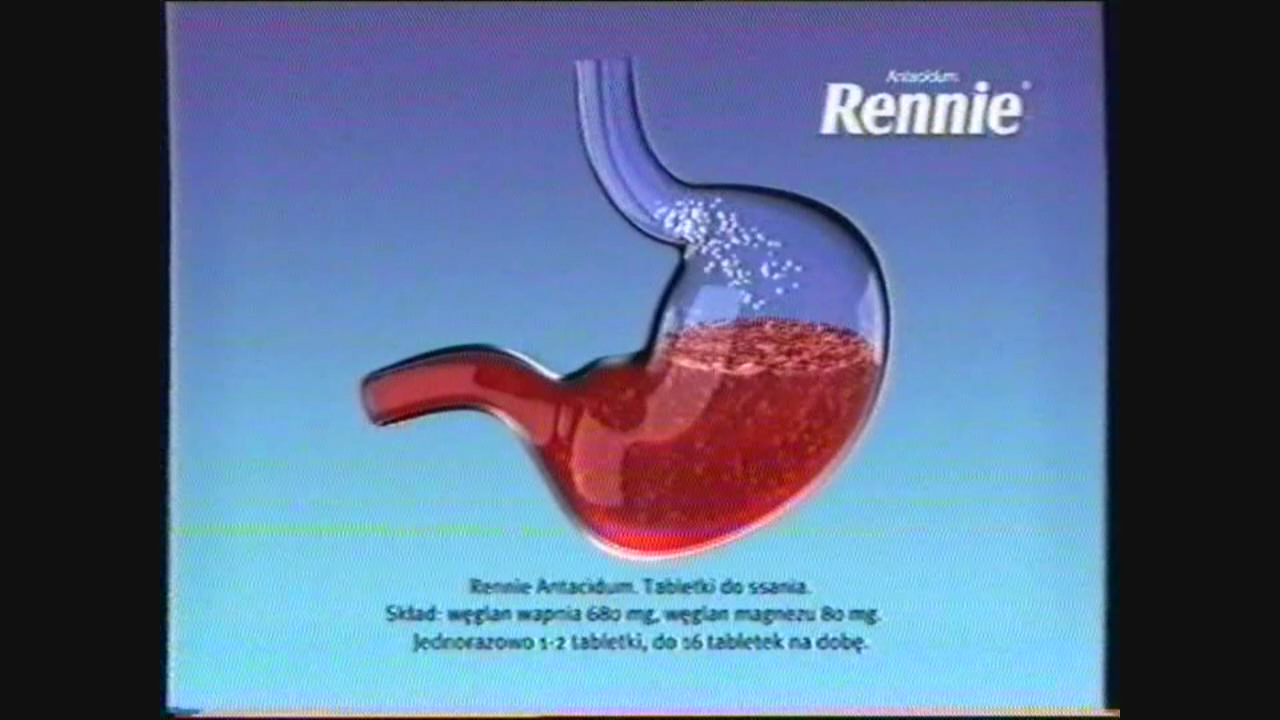 Antacidum
Rennie®
Rennie Antacidum. Tabletki do ssania.
Skład: węglan wapnia 680 mg, węglan magnezu 80 mg.
Jednorazowo 1-2 tabletki, do 16 tabletek na dobę.